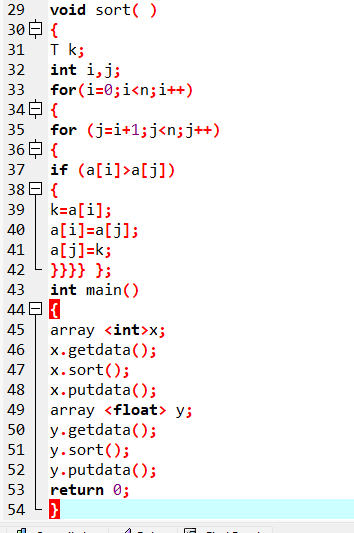 29 void sort( )
30 {
31 T k;
32 int i,j;
33 for(i=0;i<n;i++)
34 {
35 for (j=i+1;j<n;j++)
36 {
37 if (a[i]>a[j])
38 {
39 k=a[i];
40 a[i]=a[j];
41 a[j]=k;
42 }}}} };
43 int main()
44 {
45 array <int>x;
46 x.getdata();
47 x.sort();
48 x.putdata();
49 array <float> y;
50 y.getdata();
51 y.sort();
52 y.putdata();
53 return 0;
54 }